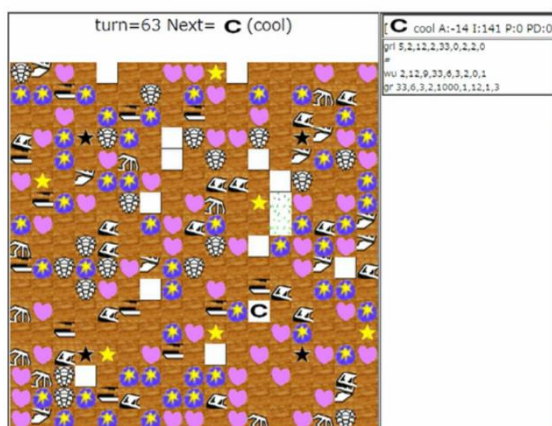 turn=63 Next= C (cool)
[ C cool A:-14 I:141 P:0 PD:0
grl 5,2,12,2,33,0,2,2,0
#
wu 2,12,9,33,6,3,2,0,1
gr 33,6,3,2,1000,1,12,1,3
C